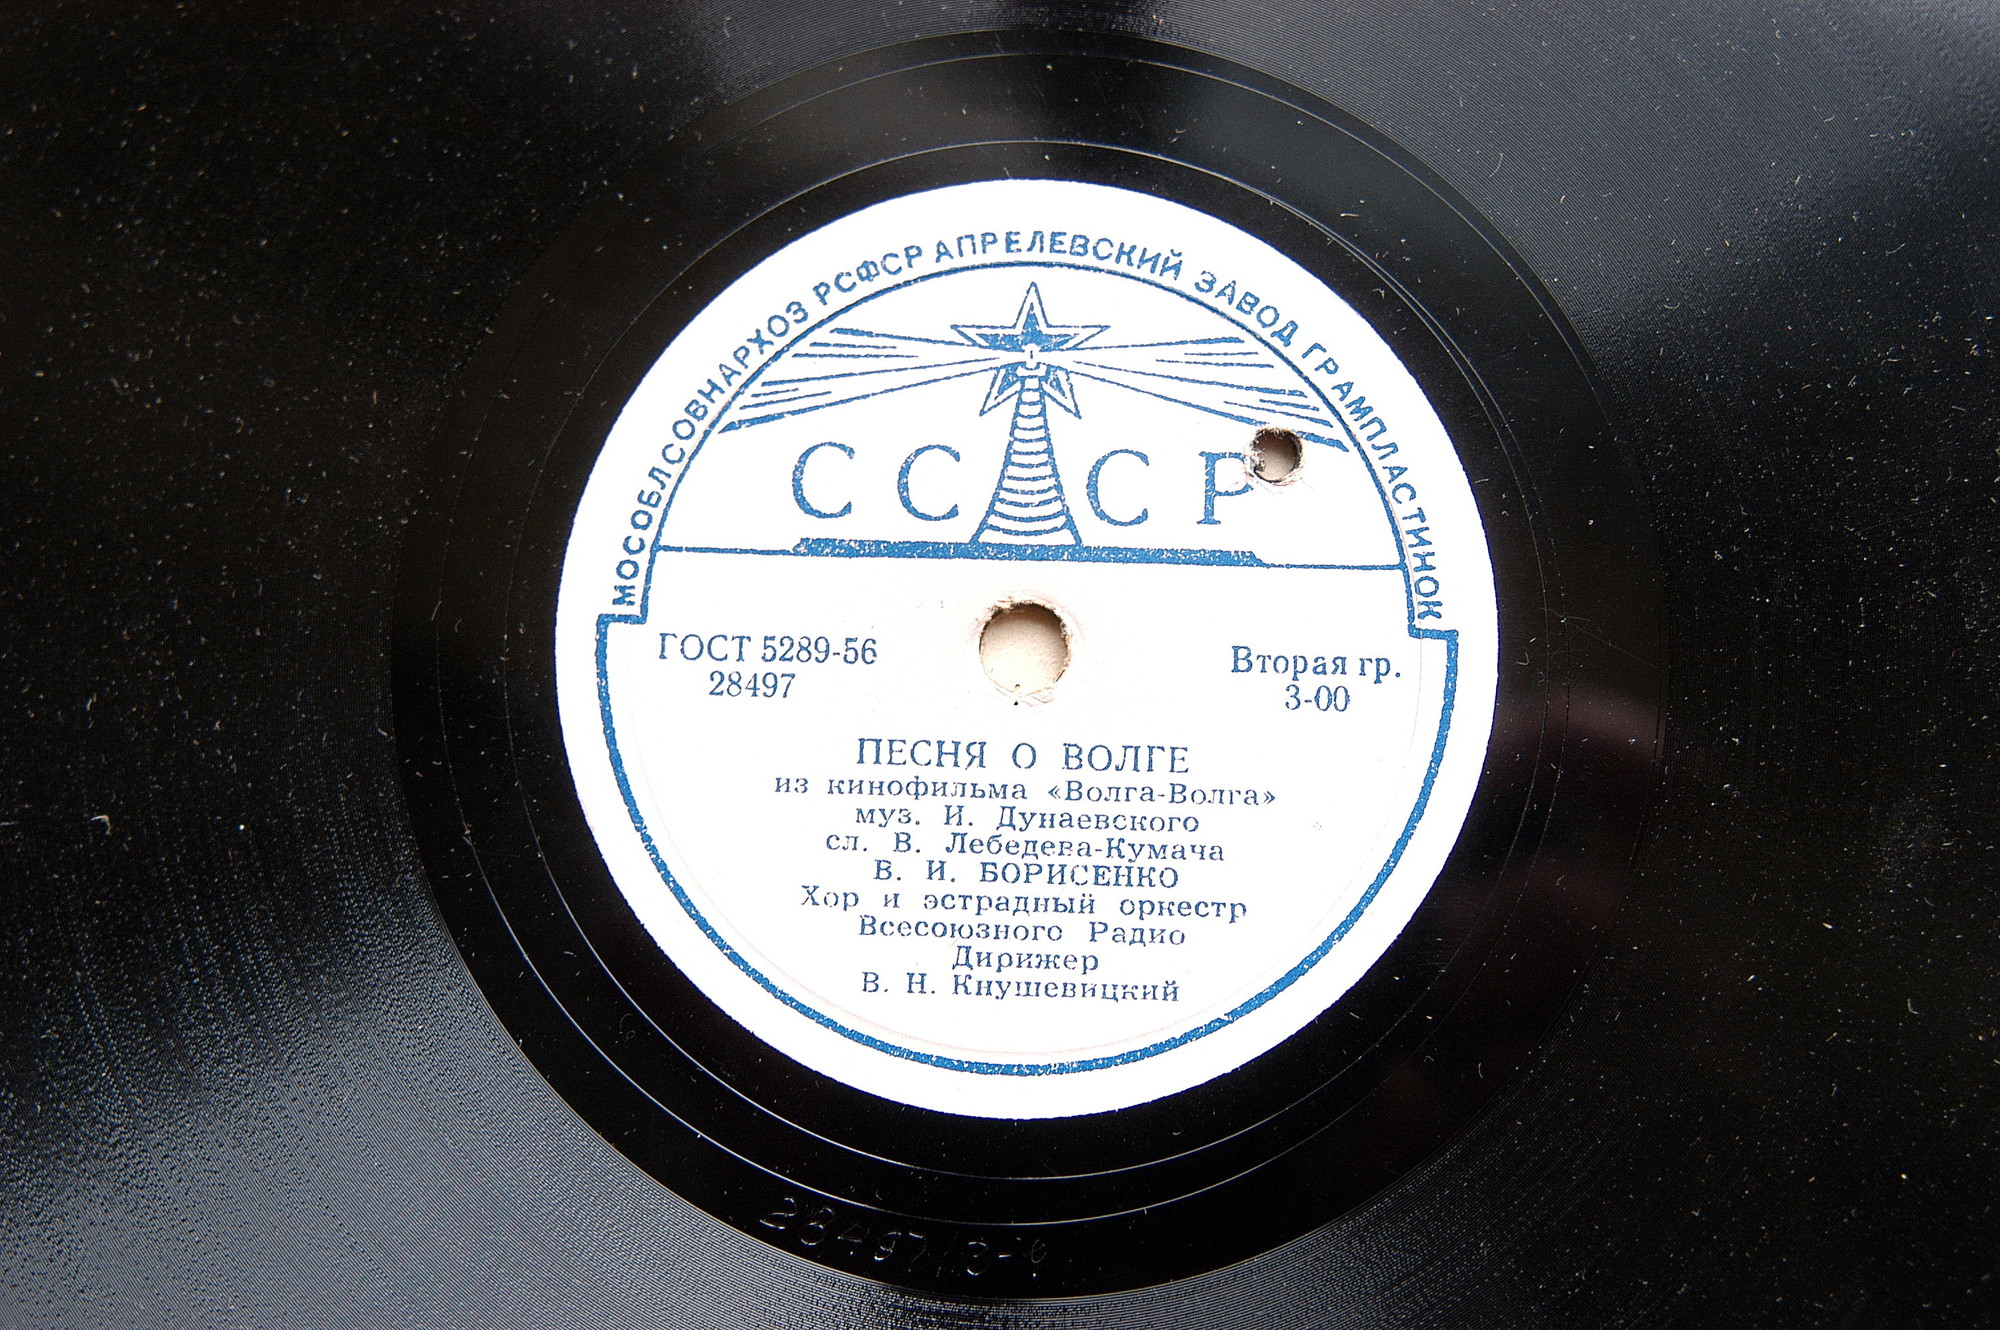 МОСОБЛСОВНАРХОЗ РСФСР АПРЕЛЕВСКИЙ ЗАВОД ГРАМПЛАСТИНОК
СССР
ГОСТ 5289-56
28497
Вторая гр.
3-00
ПЕСНЯ О ВОЛГЕ
из кинофильма «Волга-Волга»
муз. И. Дунаевского
сл. В. Лебедева-Кумача
В. И. БОРИСЕНКО
Хор и эстрадный оркестр
Всесоюзного Радио
Дирижер
В. Н. Кнушевицкий